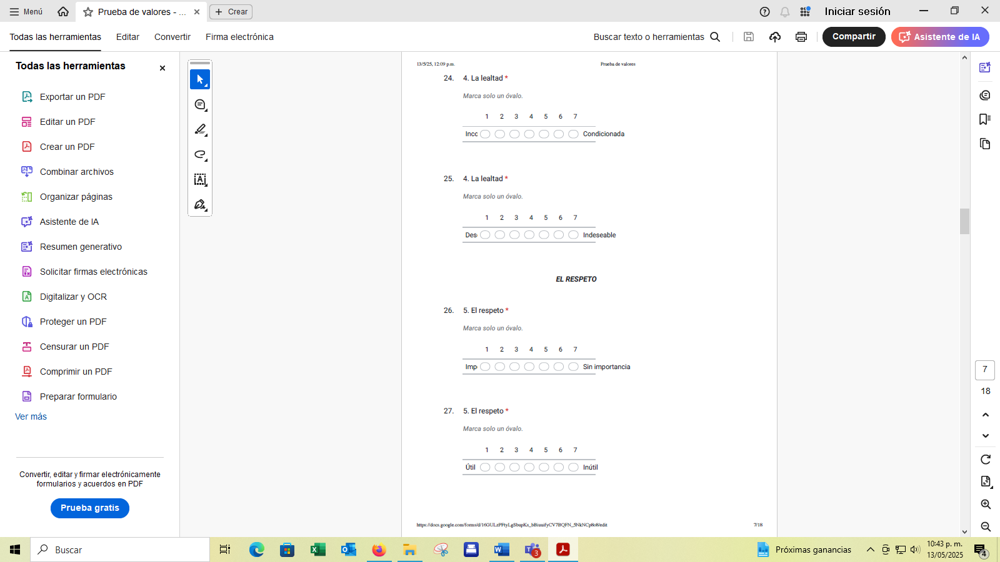 Menú
Prueba de valores - ...
Crear
Iniciar sesión
Todas las herramientas
Editar
Convertir
Firma electrónica
Buscar texto o herramientas
Compartir
Asistente de IA
Todas las herramientas
Exportar un PDF
Editar un PDF
Crear un PDF
Combinar archivos
Organizar páginas
Asistente de IA
Resumen generativo
Solicitar firmas electrónicas
Digitalizar y OCR
Proteger un PDF
Censurar un PDF
Comprimir un PDF
Preparar formulario
Ver más
Convertir, editar y firmar electrónicamente
formularios y acuerdos en PDF
Prueba gratis
13/5/25, 12:09 p.m.
Prueba de valores
24. 4. La lealtad *
Marca solo un óvalo.
1 2 3 4 5 6 7
Inco Condicionada
25. 4. La lealtad *
Marca solo un óvalo.
1 2 3 4 5 6 7
Des Indeseable
EL RESPETO
26. 5. El respeto *
Marca solo un óvalo.
1 2 3 4 5 6 7
Imp Sin importancia
27. 5. El respeto *
Marca solo un óvalo.
1 2 3 4 5 6 7
Útil Inútil
7/18
7
18
Buscar
3
Próximas ganancias
10:43 p. m.
13/05/2025
4